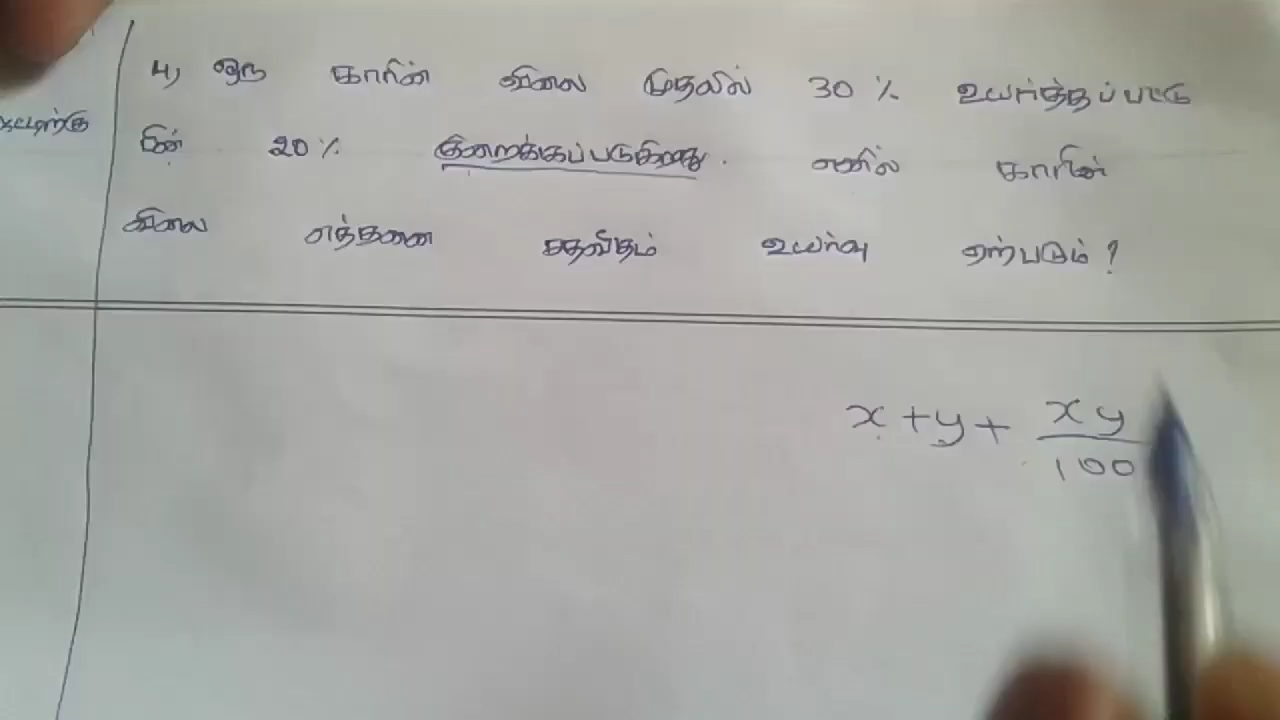 4) ஒரு காரின் விலை முதலில் 30 % உயர்த்தப்பட்டு
பின் 20 % குறைக்கப்படுகிறது. எனில் காரின்
விலை எத்தனை சதவீதம் உயர்வு ஏற்படும் ?
x + y + xy
100